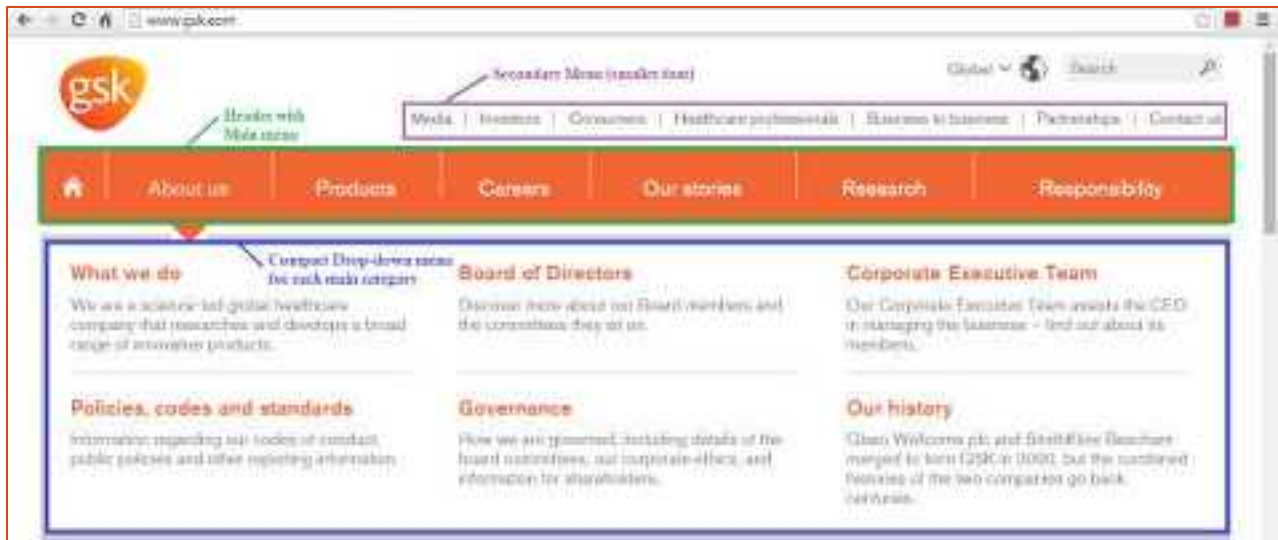 www.gsk.com
gsk
Secondary Menu (smaller font)
Global
Search
Header with
Main menu
Media | Investors | Consumers | Healthcare professionals | Business to business | Partnerships | Contact us
About us
Products
Careers
Our stories
Research
Responsibility
Compact Drop-down menu
for each main category
What we do
We are a science-led global healthcare
company that researches and develops a broad
range of innovative products.
Board of Directors
Discover more about our Board members and
the committees they sit on.
Corporate Executive Team
Our Corporate Executive Team assists the CEO
in managing the business – find out about its
members.
Policies, codes and standards
Information regarding our codes of conduct,
public policies and other reporting information.
Governance
How we are governed, including details of the
board committees, our corporate ethics, and
information for shareholders.
Our history
Glaxo Wellcome plc and SmithKline Beecham
merged to form GSK in 2000, but the combined
histories of the two companies go back
centuries.